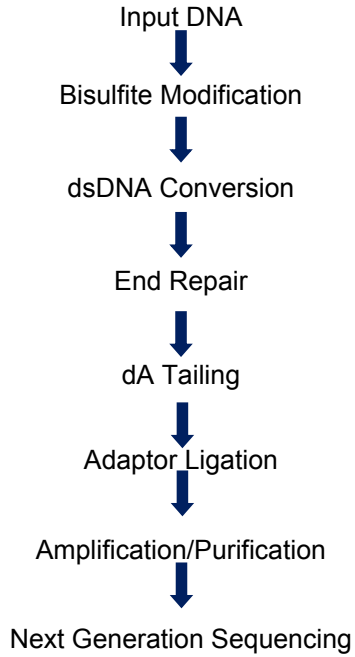 Input DNA
Bisulfite Modification
dsDNA Conversion
End Repair
dA Tailing
Adaptor Ligation
Amplification/Purification
Next Generation Sequencing